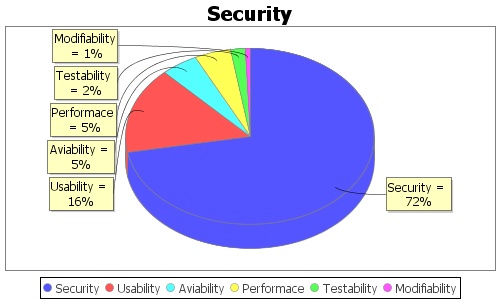 Security
Modifiability
= 1%
Testability
= 2%
Performace
= 5%
Aviability =
5%
Usability =
16%
Security =
72%
Security Usability Aviability Performace Testability Modifiability